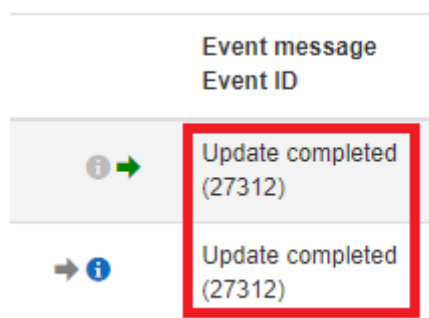 Event message
Event ID
Update completed
(27312)
Update completed
(27312)